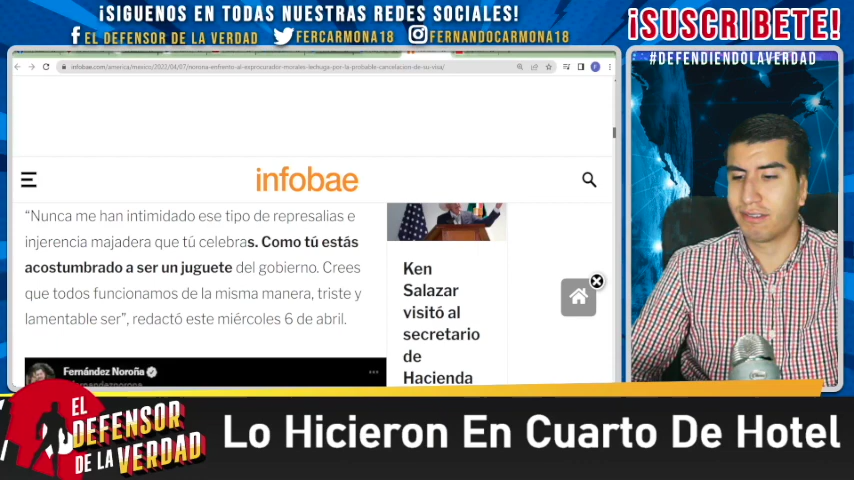 ¡SIGUENOS EN TODAS NUESTRAS REDES SOCIALES!
EL DEFENSOR DE LA VERDAD
FERCARMONA18
FERNANDOCARMONA18
¡SUSCRIBETE!
#DEFENDIENDOLAVERDAD
infobae.com/america/mexico/2022/04/07/norona-enfrento-al-exprocurador-morales-lechuga-por-la-probable-cancelacion-de-su-visa/
infobae
“Nunca me han intimidado ese tipo de represalias e
injerencia majadera que tú celebras. Como tú estás
acostumbrado a ser un juguete del gobierno. Crees
que todos funcionamos de la misma manera, triste y
lamentable ser”, redactó este miércoles 6 de abril.
Ken
Salazar
visitó al
secretario
de
Hacienda
Fernández Noroña
EL
DEFENSOR
DE LA VERDAD
Lo Hicieron En Cuarto De Hotel